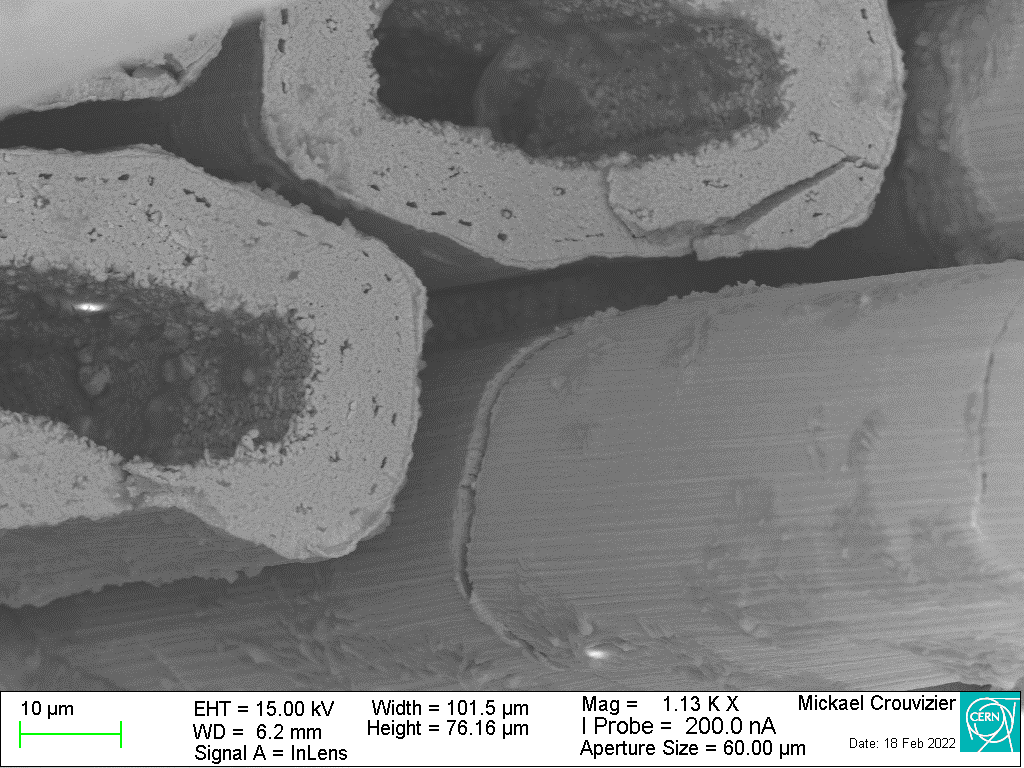 10 µm
EHT = 15.00 kV
WD = 6.2 mm
Signal A = InLens
Width = 101.5 µm
Height = 76.16 µm
Mag = 1.13 K X
I Probe = 200.0 nA
Aperture Size = 60.00 µm
Mickael Crouvizier
Date: 18 Feb 2022
CERN